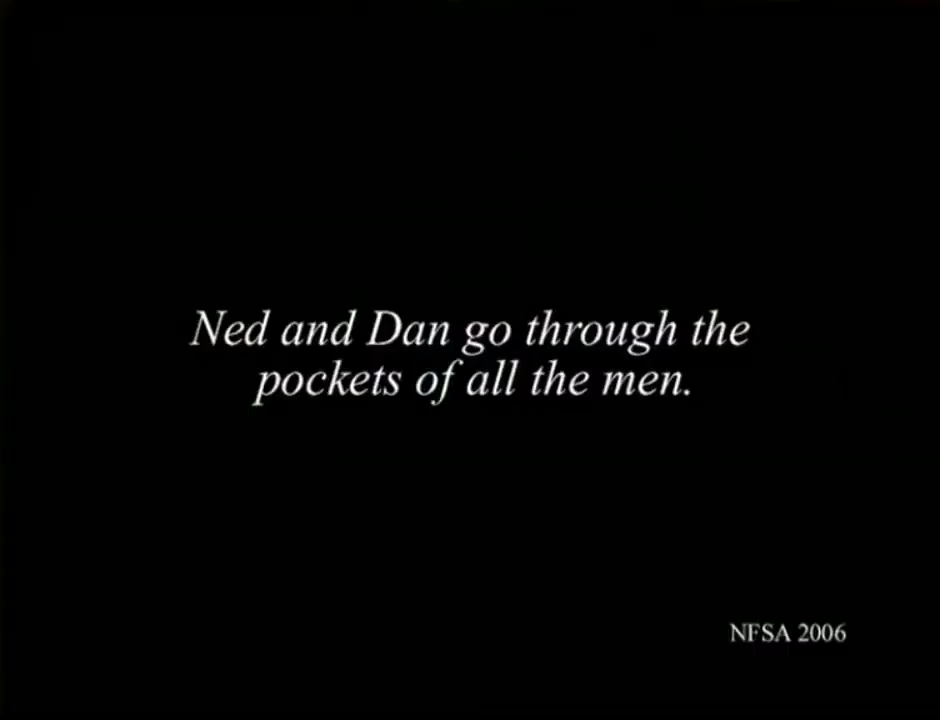 Ned and Dan go through the
pockets of all the men.
NFSA 2006